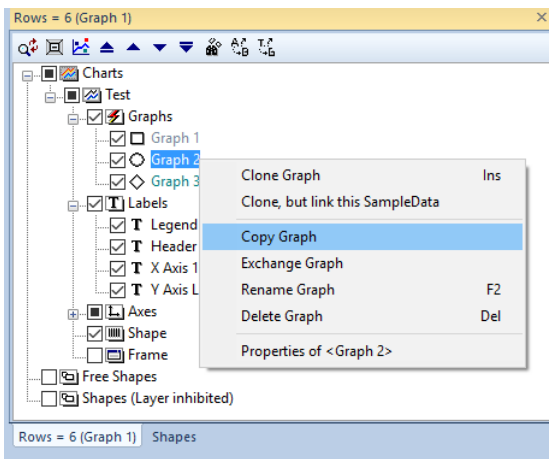 Rows = 6 (Graph 1)
Charts
Test
Graphs
Graph 1
Graph 2
Graph 3
Labels
T Legend
T Header
T X Axis 1
T Y Axis L
Axes
Shape
Frame
Free Shapes
Shapes (Layer inhibited)
Clone Graph Ins
Clone, but link this SampleData
Copy Graph
Exchange Graph
Rename Graph F2
Delete Graph Del
Properties of <Graph 2>
Rows = 6 (Graph 1) Shapes